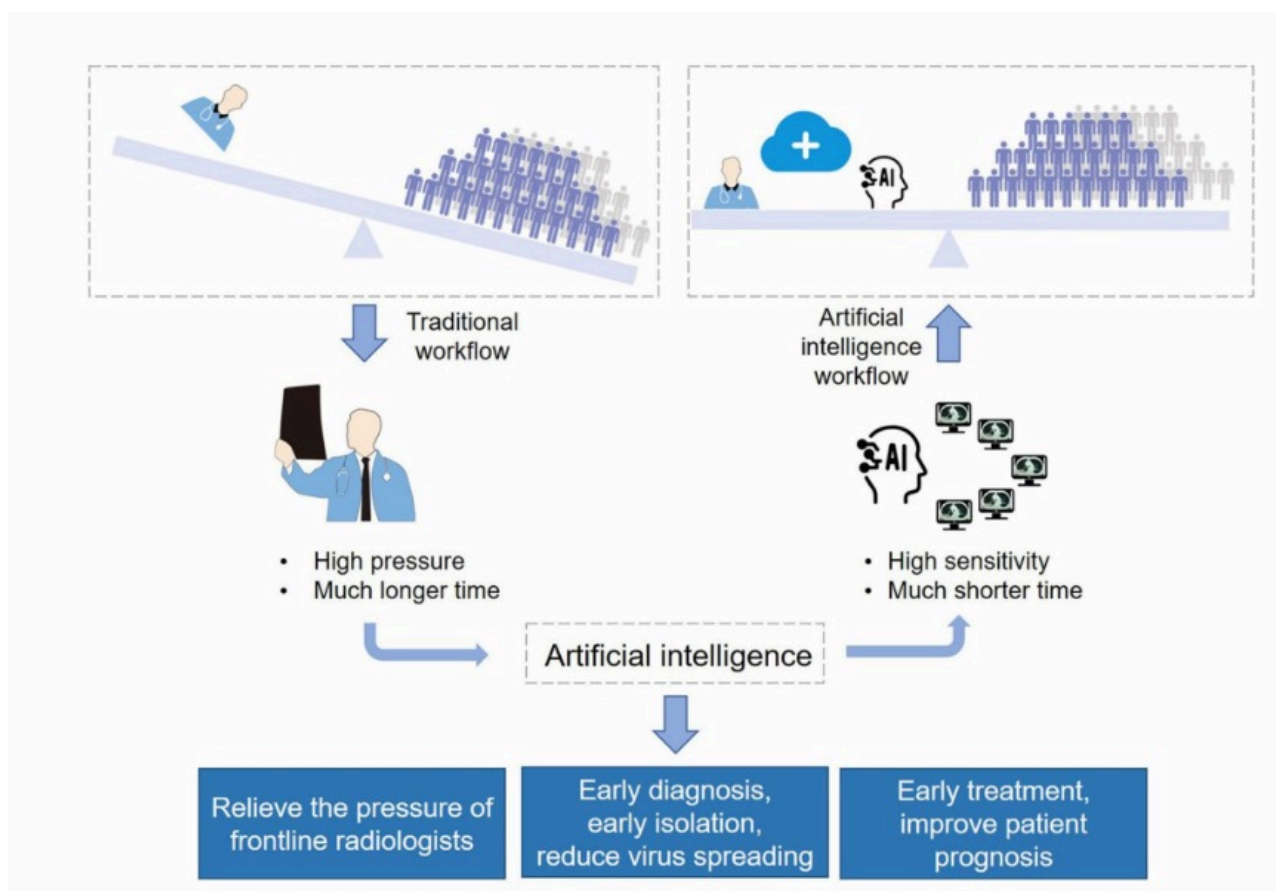 AI
Traditional
workflow
Artificial
intelligence
workflow
AI
• High pressure
• Much longer time
• High sensitivity
• Much shorter time
Artificial intelligence
Relieve the pressure of
frontline radiologists
Early diagnosis,
early isolation,
reduce virus spreading
Early treatment,
improve patient
prognosis